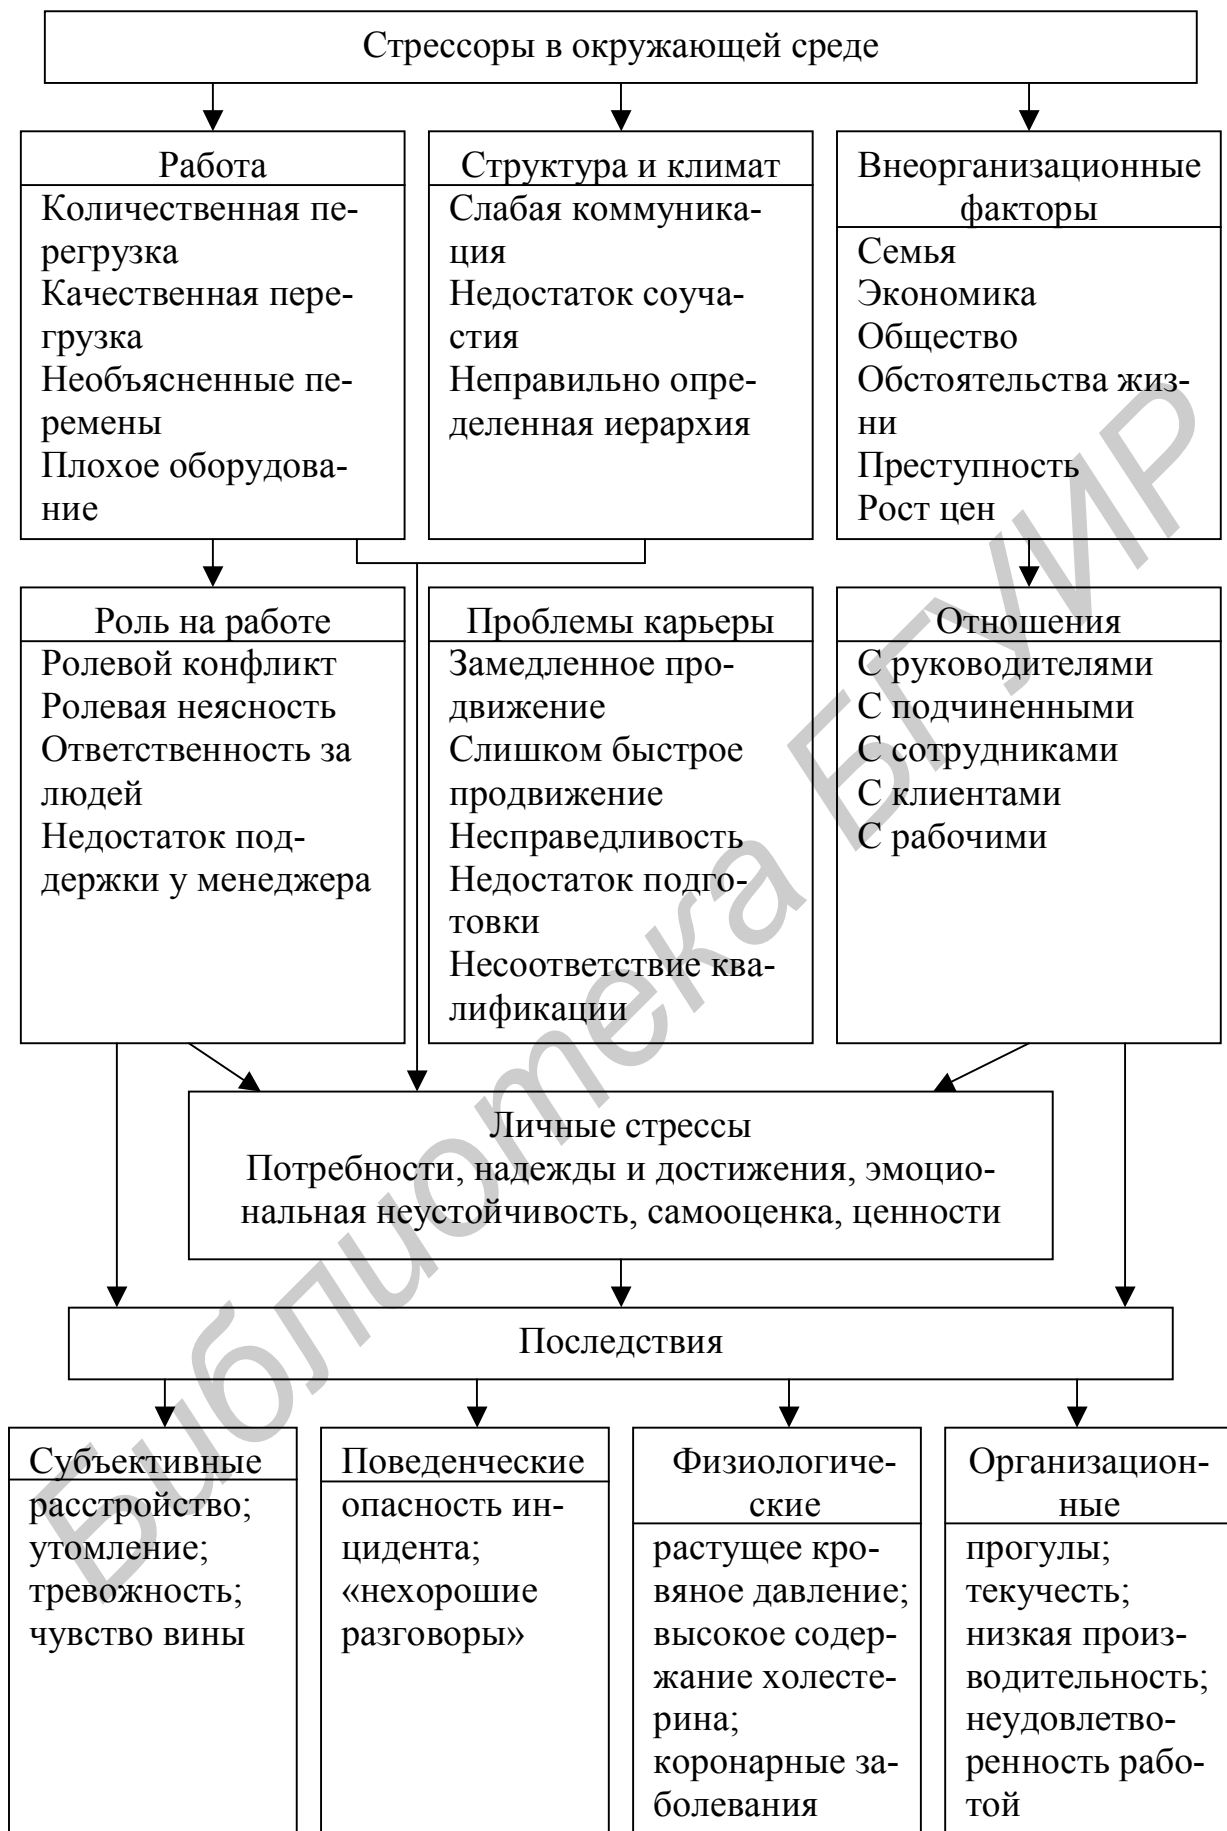 Стрессоры в окружающей среде
Работа
Количественная пе-
регрузка
Качественная пере-
грузка
Необъясненные пе-
ремены
Плохое оборудова-
ние
Структура и климат
Слабая коммуника-
ция
Недостаток соуча-
стия
Неправильно опре-
деленная иерархия
Внеорганизационные
факторы
Семья
Экономика
Общество
Обстоятельства жиз-
ни
Преступность
Рост цен
Роль на работе
Ролевой конфликт
Ролевая неясность
Ответственность за
людей
Недостаток под-
держки у менеджера
Проблемы карьеры
Замедленное про-
движение
Слишком быстрое
продвижение
Несправедливость
Недостаток подго-
товки
Несоответствие ква-
лификации
Отношения
С руководителями
С подчиненными
С сотрудниками
С клиентами
С рабочими
Личные стрессы
Потребности, надежды и достижения, эмоцио-
нальная неустойчивость, самооценка, ценности
Последствия
Субъективные
расстройство;
утомление;
тревожность;
чувство вины
Поведенческие
опасность ин-
цидента;
«нехорошие
разговоры»
Физиологиче-
ские
растущее кро-
вяное давление;
высокое содер-
жание холесте-
рина;
коронарные за-
болевания
Организацион-
ные
прогулы;
текучесть;
низкая произ-
водительность;
неудовлетво-
ренность рабо-
той
Библиотека БГУИР